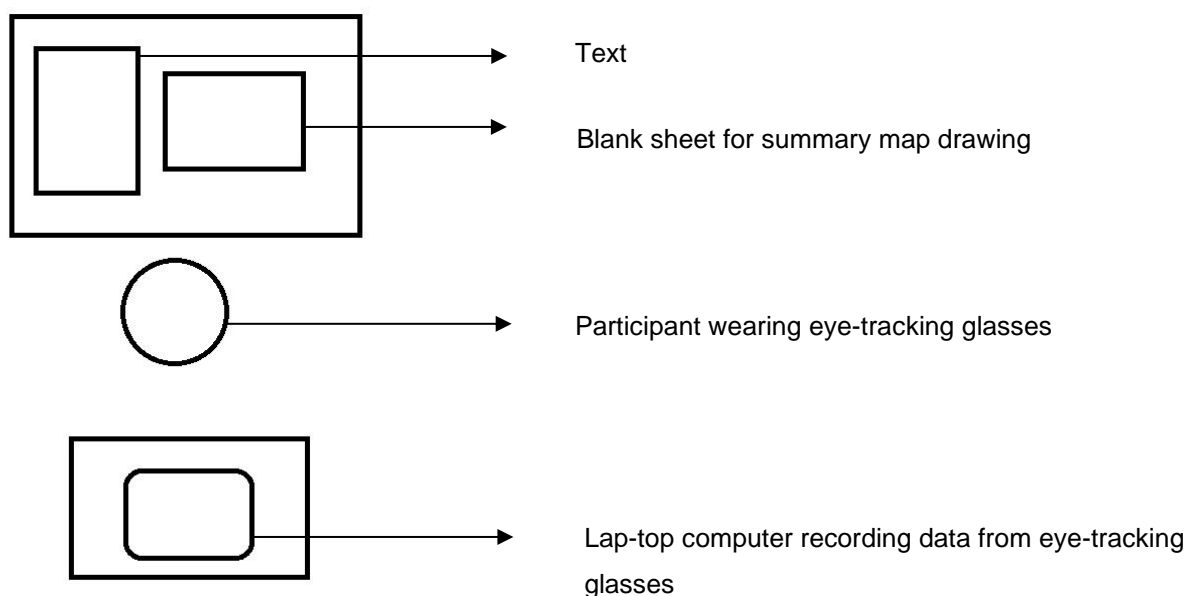 Text
Blank sheet for summary map drawing
Participant wearing eye-tracking glasses
Lap-top computer recording data from eye-tracking
glasses